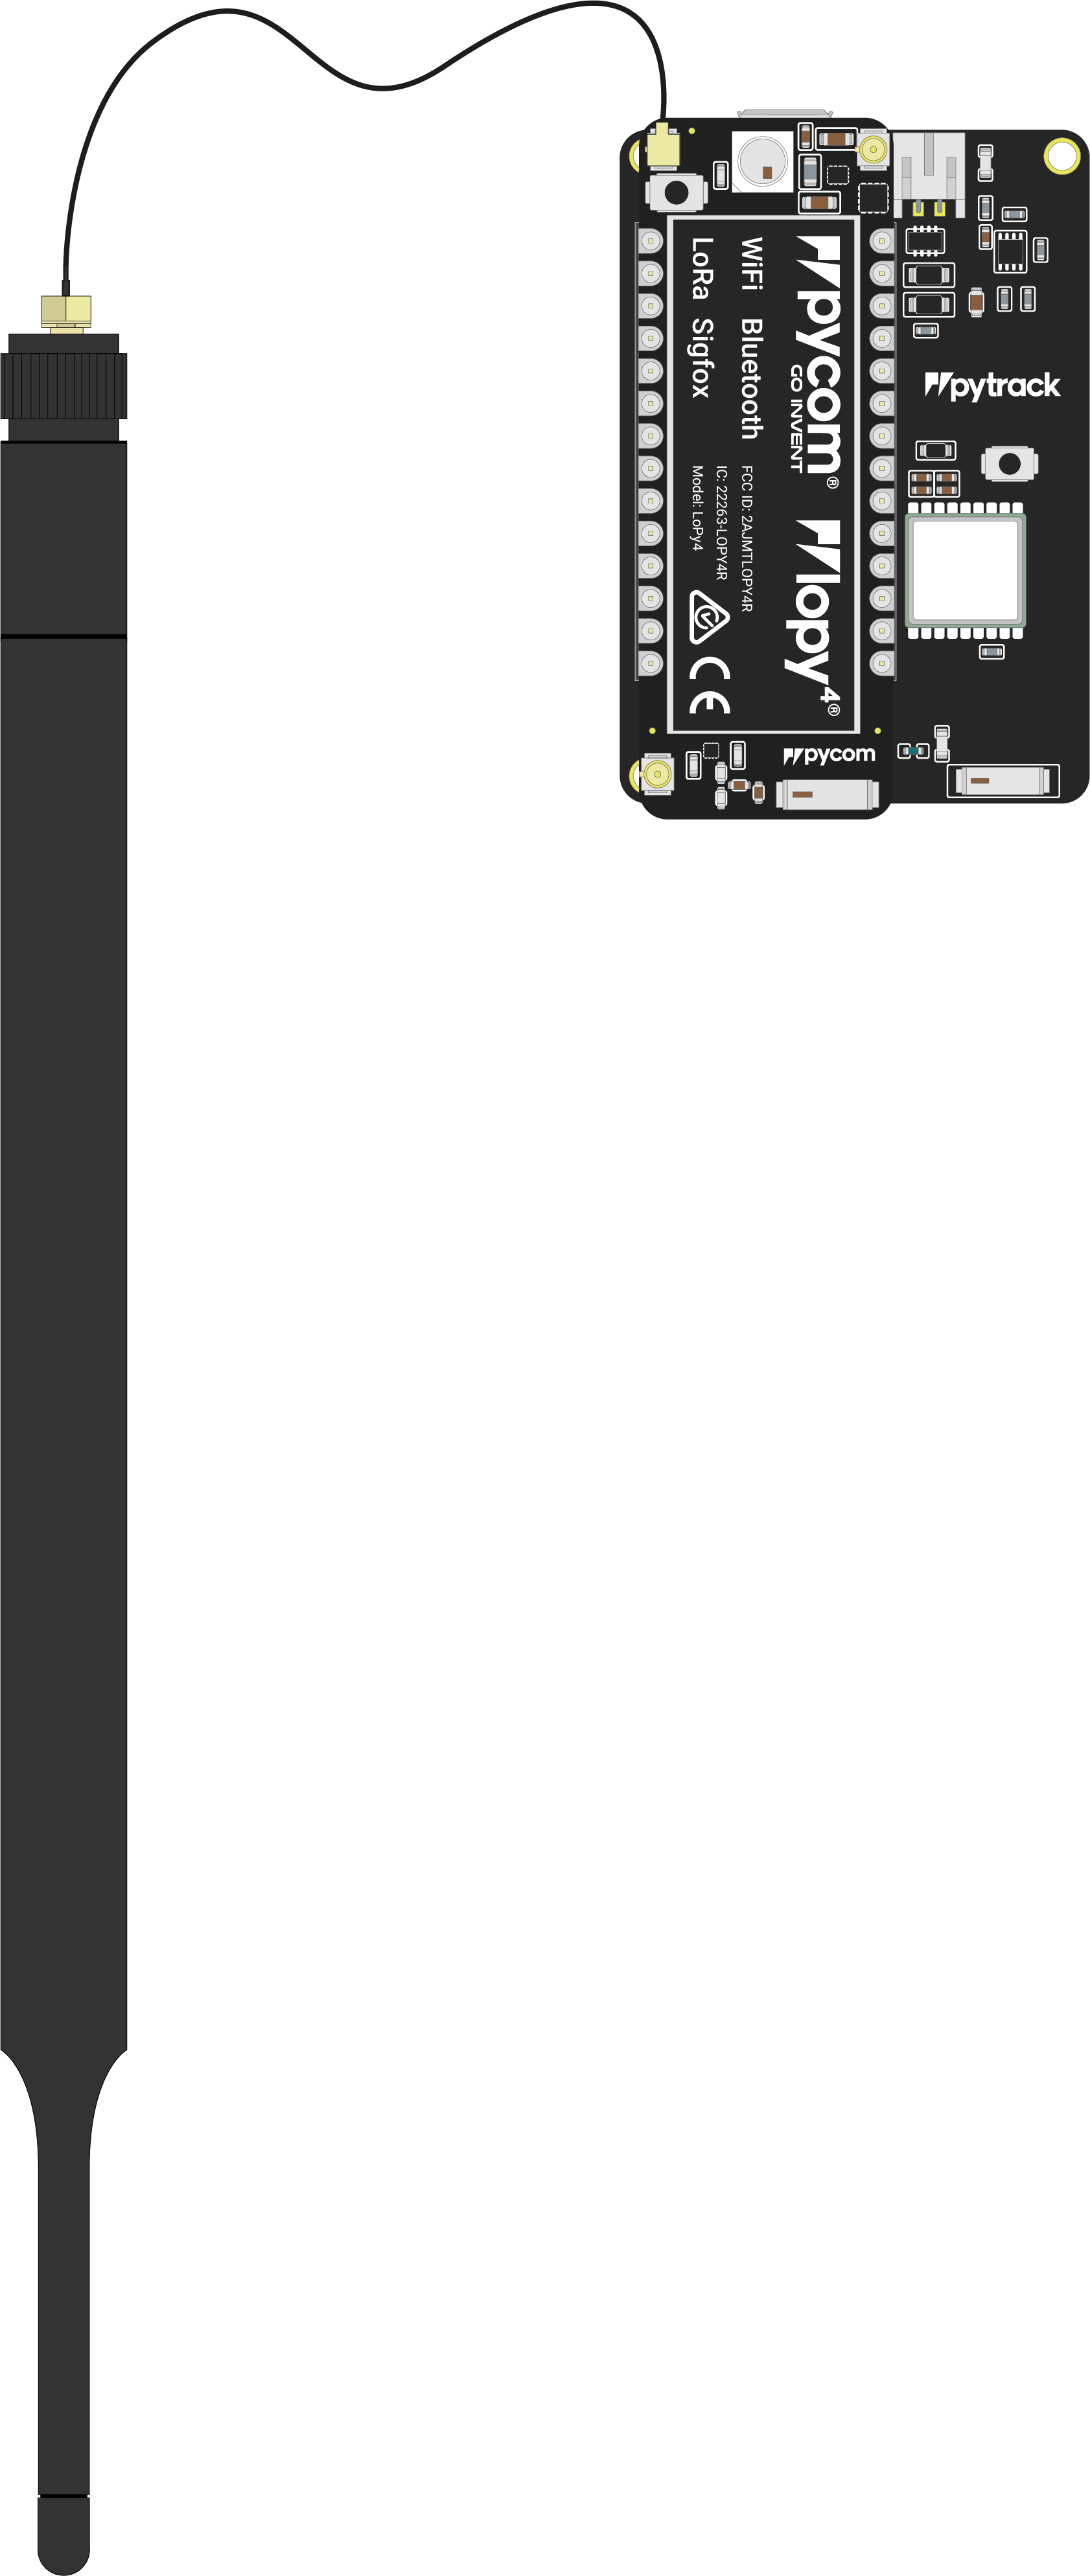 pycom®
GO INVENT
lopy4®
WiFi Bluetooth
LoRa Sigfox
FCC ID: 2AJMTLOPY4R
IC: 22263-LOPY4R
Model: LoPy4
CE
pycom
pytrack